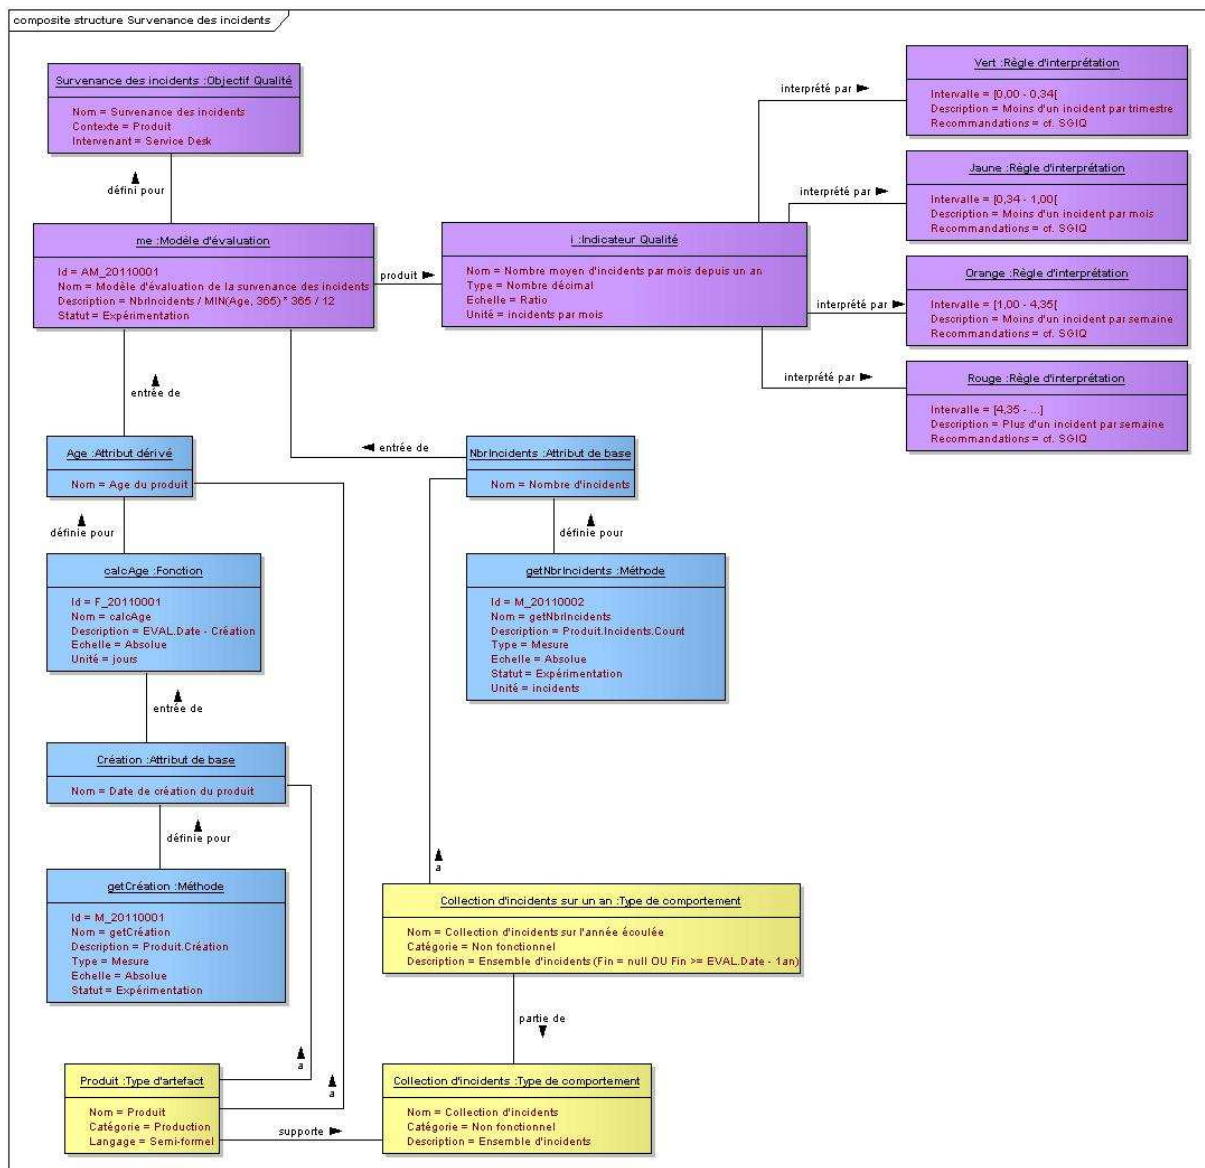 composite structure Survenance des incidents
Survenance des incidents :Objectif Qualité
Nom = Survenance des incidents
Contexte = Produit
Intervenant = Service Desk
défini pour
me :Modèle d'évaluation
Id = AM_20110001
Nom = Modèle d'évaluation de la survenance des incidents
Description = NbrIncidents / MIN(Age, 365) * 365 / 12
Statut = Expérimentation
produit
i :Indicateur Qualité
Nom = Nombre moyen d'incidents par mois depuis un an
Type = Nombre décimal
Echelle = Ratio
Unité = incidents par mois
interprété par
Vert :Règle d'interprétation
Intervalle = [0,00 - 0,34[
Description = Moins d'un incident par trimestre
Recommandations = cf. SGIQ
interprété par
Jaune :Règle d'interprétation
Intervalle = [0,34 - 1,00[
Description = Moins d'un incident par mois
Recommandations = cf. SGIQ
interprété par
Orange :Règle d'interprétation
Intervalle = [1,00 - 4,35[
Description = Moins d'un incident par semaine
Recommandations = cf. SGIQ
interprété par
Rouge :Règle d'interprétation
Intervalle = [4,35 - ...]
Description = Plus d'un incident par semaine
Recommandations = cf. SGIQ
entrée de
entrée de
Age :Attribut dérivé
Nom = Age du produit
NbrIncidents :Attribut de base
Nom = Nombre d'incidents
définie pour
définie pour
calcAge :Fonction
Id = F_20110001
Nom = calcAge
Description = EVAL.Date - Création
Echelle = Absolue
Unité = jours
getNbrIncidents :Méthode
Id = M_20110002
Nom = getNbrIncidents
Description = Produit.Incidents.Count
Type = Mesure
Echelle = Absolue
Statut = Expérimentation
Unité = incidents
entrée de
Création :Attribut de base
Nom = Date de création du produit
définie pour
getCréation :Méthode
Id = M_20110001
Nom = getCréation
Description = Produit.Création
Type = Mesure
Echelle = Absolue
Statut = Expérimentation
a
Collection d'incidents sur un an :Type de comportement
Nom = Collection d'incidents sur l'année écoulée
Catégorie = Non fonctionnel
Description = Ensemble d'incidents (Fin = null OU Fin >= EVAL.Date - 1an)
partie de
a
a
Produit :Type d'artefact
Nom = Produit
Catégorie = Production
Langage = Semi-formel
supporte
Collection d'incidents :Type de comportement
Nom = Collection d'incidents
Catégorie = Non fonctionnel
Description = Ensemble d'incidents